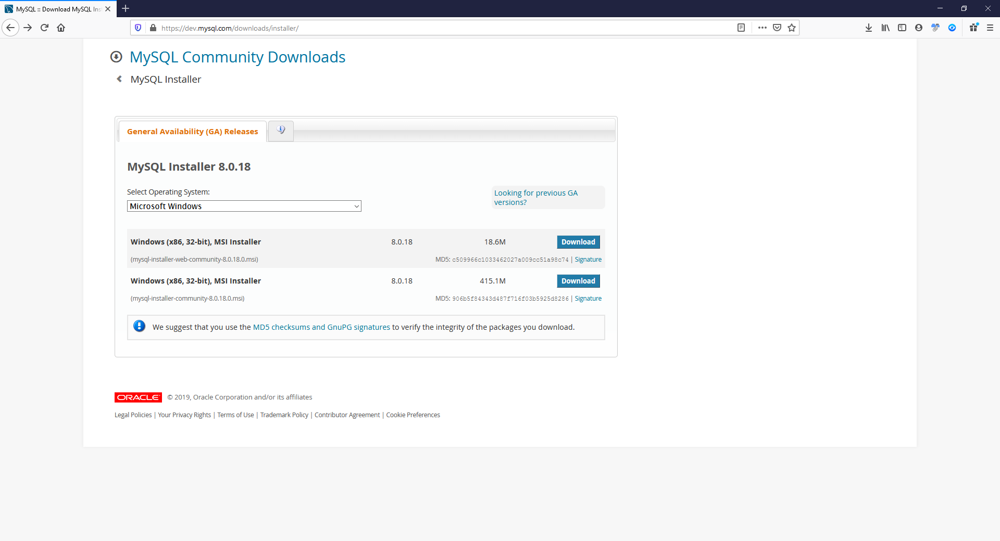 MySQL :: Download MySQL Ins
https://dev.mysql.com/downloads/installer/
MySQL Community Downloads
MySQL Installer
General Availability (GA) Releases
MySQL Installer 8.0.18
Select Operating System:
Looking for previous GA
versions?
Microsoft Windows
Windows (x86, 32-bit), MSI Installer 8.0.18 18.6M Download
(mysql-installer-web-community-8.0.18.0.msi) MD5: c509966c1033462027a009cc51a98c74 | Signature
Windows (x86, 32-bit), MSI Installer 8.0.18 415.1M Download
(mysql-installer-community-8.0.18.0.msi) MD5: 906b5f84343d487f716f03b5925d8286 | Signature
We suggest that you use the MD5 checksums and GnuPG signatures to verify the integrity of the packages you download.
ORACLE © 2019, Oracle Corporation and/or its affiliates
Legal Policies | Your Privacy Rights | Terms of Use | Trademark Policy | Contributor Agreement | Cookie Preferences